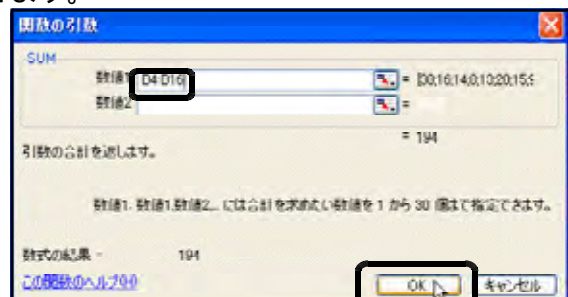 ます。
関数の引数
SUM
数値1 D4:D16 = {20;16;14;0;13;20;15;9
数値2 =
= 194
引数の合計を返します。
数値1: 数値1,数値2,... には合計を求めたい数値を 1 から 30 個まで指定できます。
数式の結果 = 194
この関数のヘルプ(H)
OK キャンセル